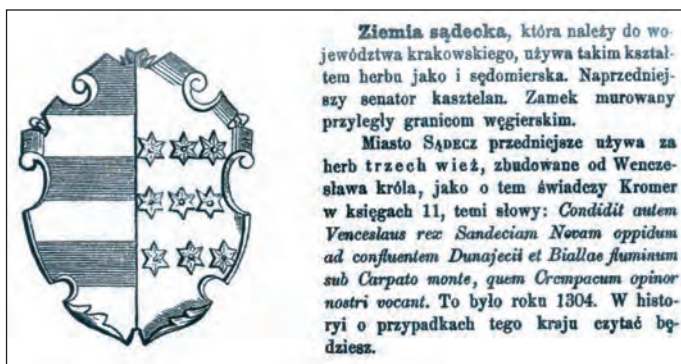 Ziemia sądecka, która należy do wo-
jewództwa krakowskiego, używa takim kształ-
tem herbu jako i sędomierska. Naprzedniej-
szy senator kasztelan. Zamek murowany
przyległy granicom węgierskim.
Miasto SĄDECZ przedniejsze używa za
herb trzech wież, zbudowane od Wencze-
sława króla, jako o tem świadczy Kromer
w księgach 11, temi słowy: Condidit autem
Venceslaus rex Sandeciam Novam oppidum
ad confluentem Dunajecii et Biallae fluminum
sub Carpato monte, quem Crempacum opinor
nostri vocant. To było roku 1304. W histo-
ryi o przypadkach tego kraju czytać bę-
dziesz.